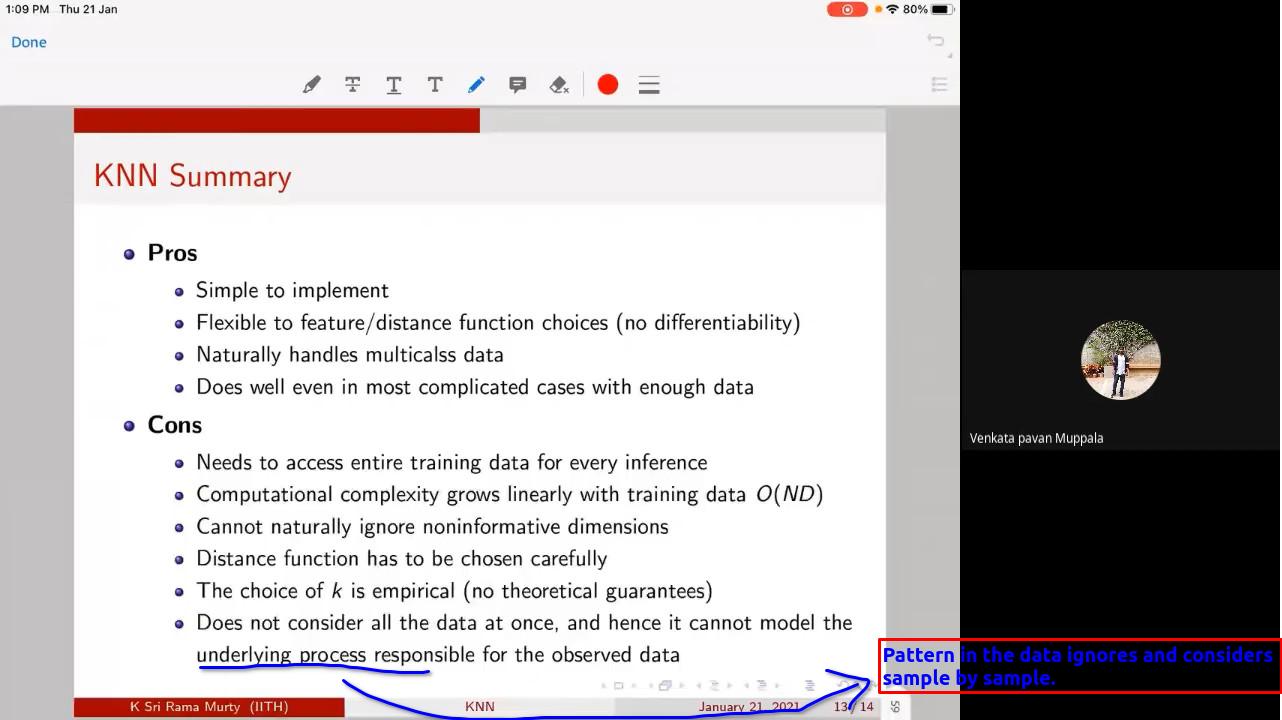 1:09 PM Thu 21 Jan
80%
Done
T T T
KNN Summary
Pros
Simple to implement
Flexible to feature/distance function choices (no differentiability)
Naturally handles multicalss data
Does well even in most complicated cases with enough data
Cons
Needs to access entire training data for every inference
Computational complexity grows linearly with training data O(ND)
Cannot naturally ignore noninformative dimensions
Distance function has to be chosen carefully
The choice of k is empirical (no theoretical guarantees)
Does not consider all the data at once, and hence it cannot model the
underlying process responsible for the observed data
Pattern in the data ignores and considers
sample by sample.
K Sri Rama Murty (IITH) KNN January 21, 2021 13 / 14
59
Venkata pavan Muppala